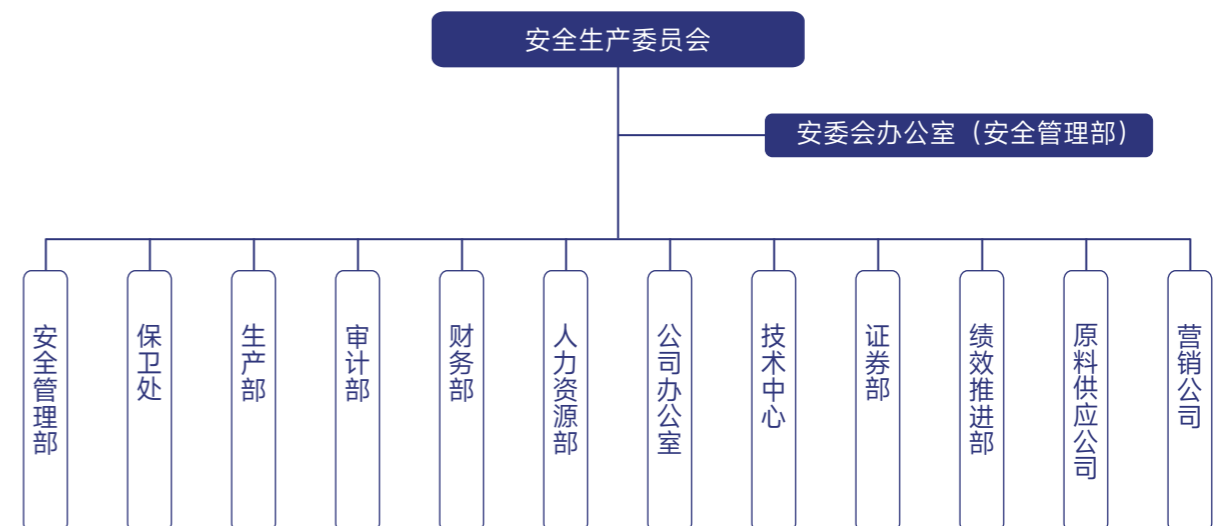 安全生产委员会
安委会办公室（安全管理部）
安全管理部
保卫处
生产部
审计部
财务部
人力资源部
公司办公室
技术中心
证券部
绩效推进部
原料供应公司
营销公司